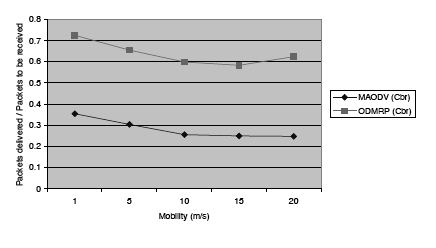 Packets delivered / Packets to be received
0.8
0.7
0.6
0.5
0.4
0.3
0.2
0.1
0
1 5 10 15 20
Mobility (m/s)
MAODV (Cbr)
ODMRP (Cbr)